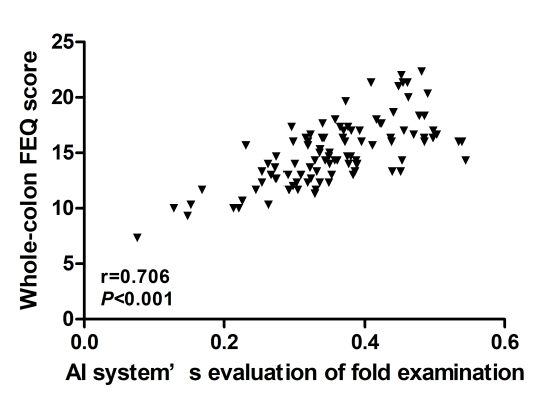 Whole-colon FEQ score
25
20
15
10
5
0
r=0.706
P<0.001
0.0 0.2 0.4 0.6
AI system’ s evaluation of fold examination